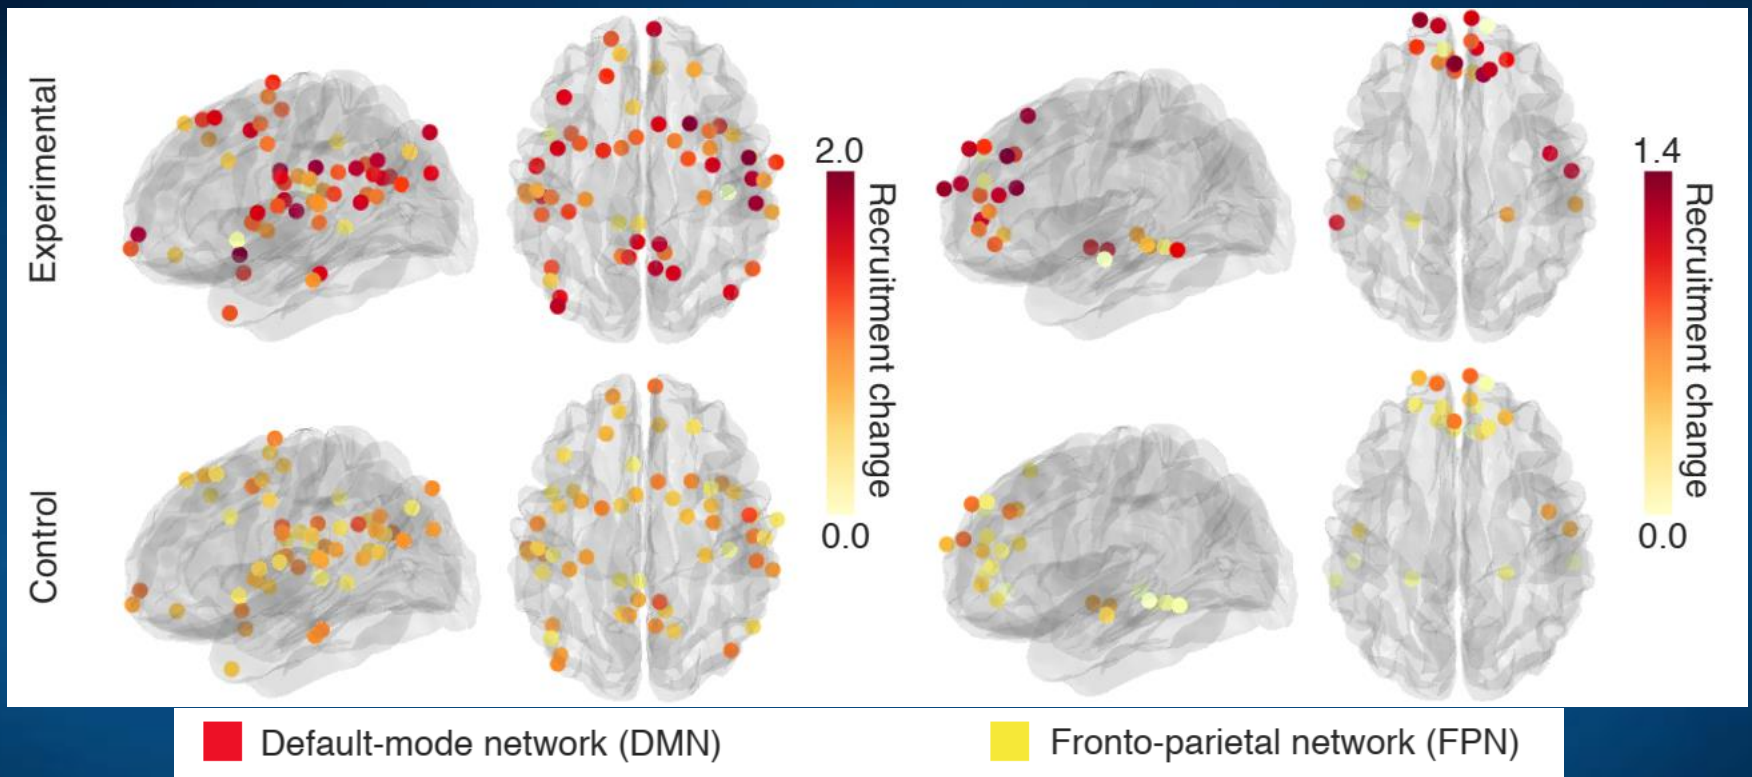 Experimental
2.0
Recruitment change
0.0
1.4
Recruitment change
0.0
Control
Default-mode network (DMN)
Fronto-parietal network (FPN)